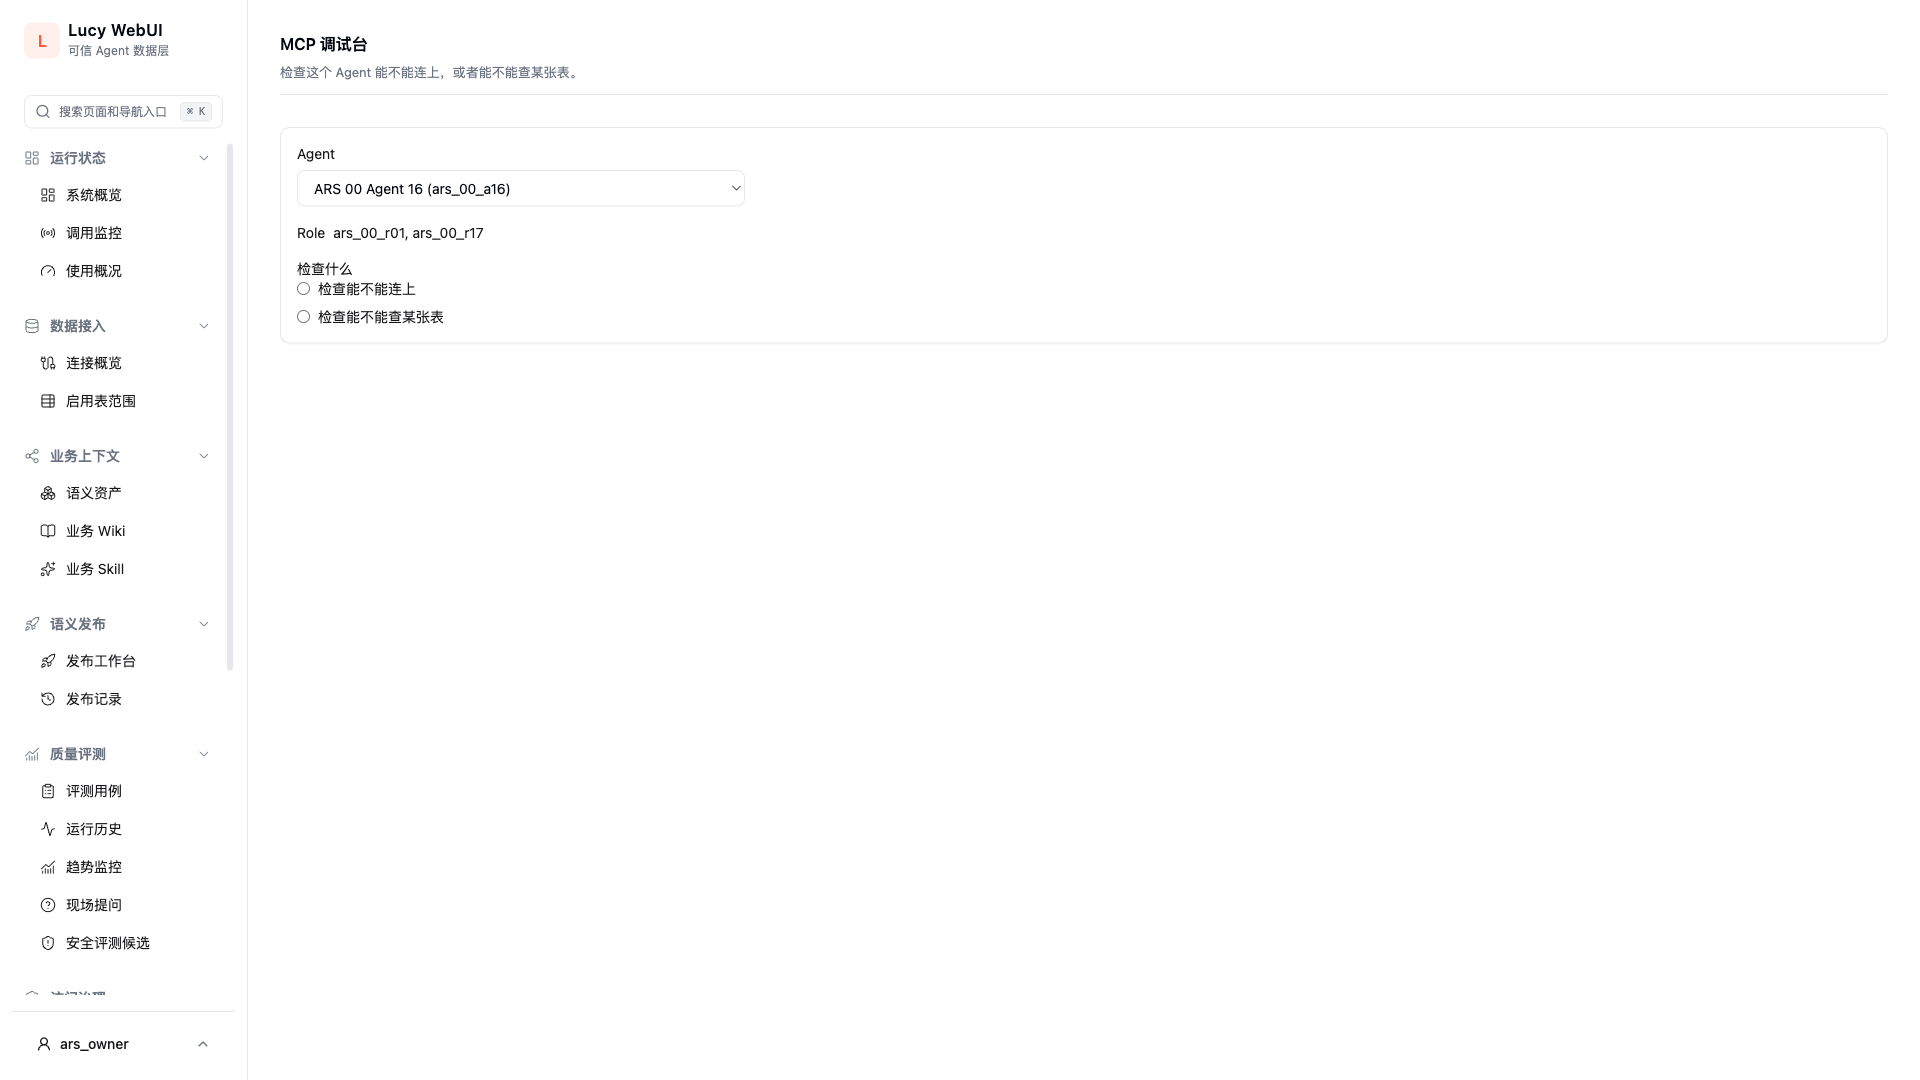 L
Lucy WebUI
可信 Agent 数据层
搜索页面和导航入口 ⌘ K
运行状态
系统概览
调用监控
使用概况
数据接入
连接概览
启用表范围
业务上下文
语义资产
业务 Wiki
业务 Skill
语义发布
发布工作台
发布记录
质量评测
评测用例
运行历史
趋势监控
现场提问
安全评测候选
ars_owner
MCP 调试台
检查这个 Agent 能不能连上，或者能不能查某张表。
Agent
ARS 00 Agent 16 (ars_00_a16)
Role ars_00_r01, ars_00_r17
检查什么
检查能不能连上
检查能不能查某张表